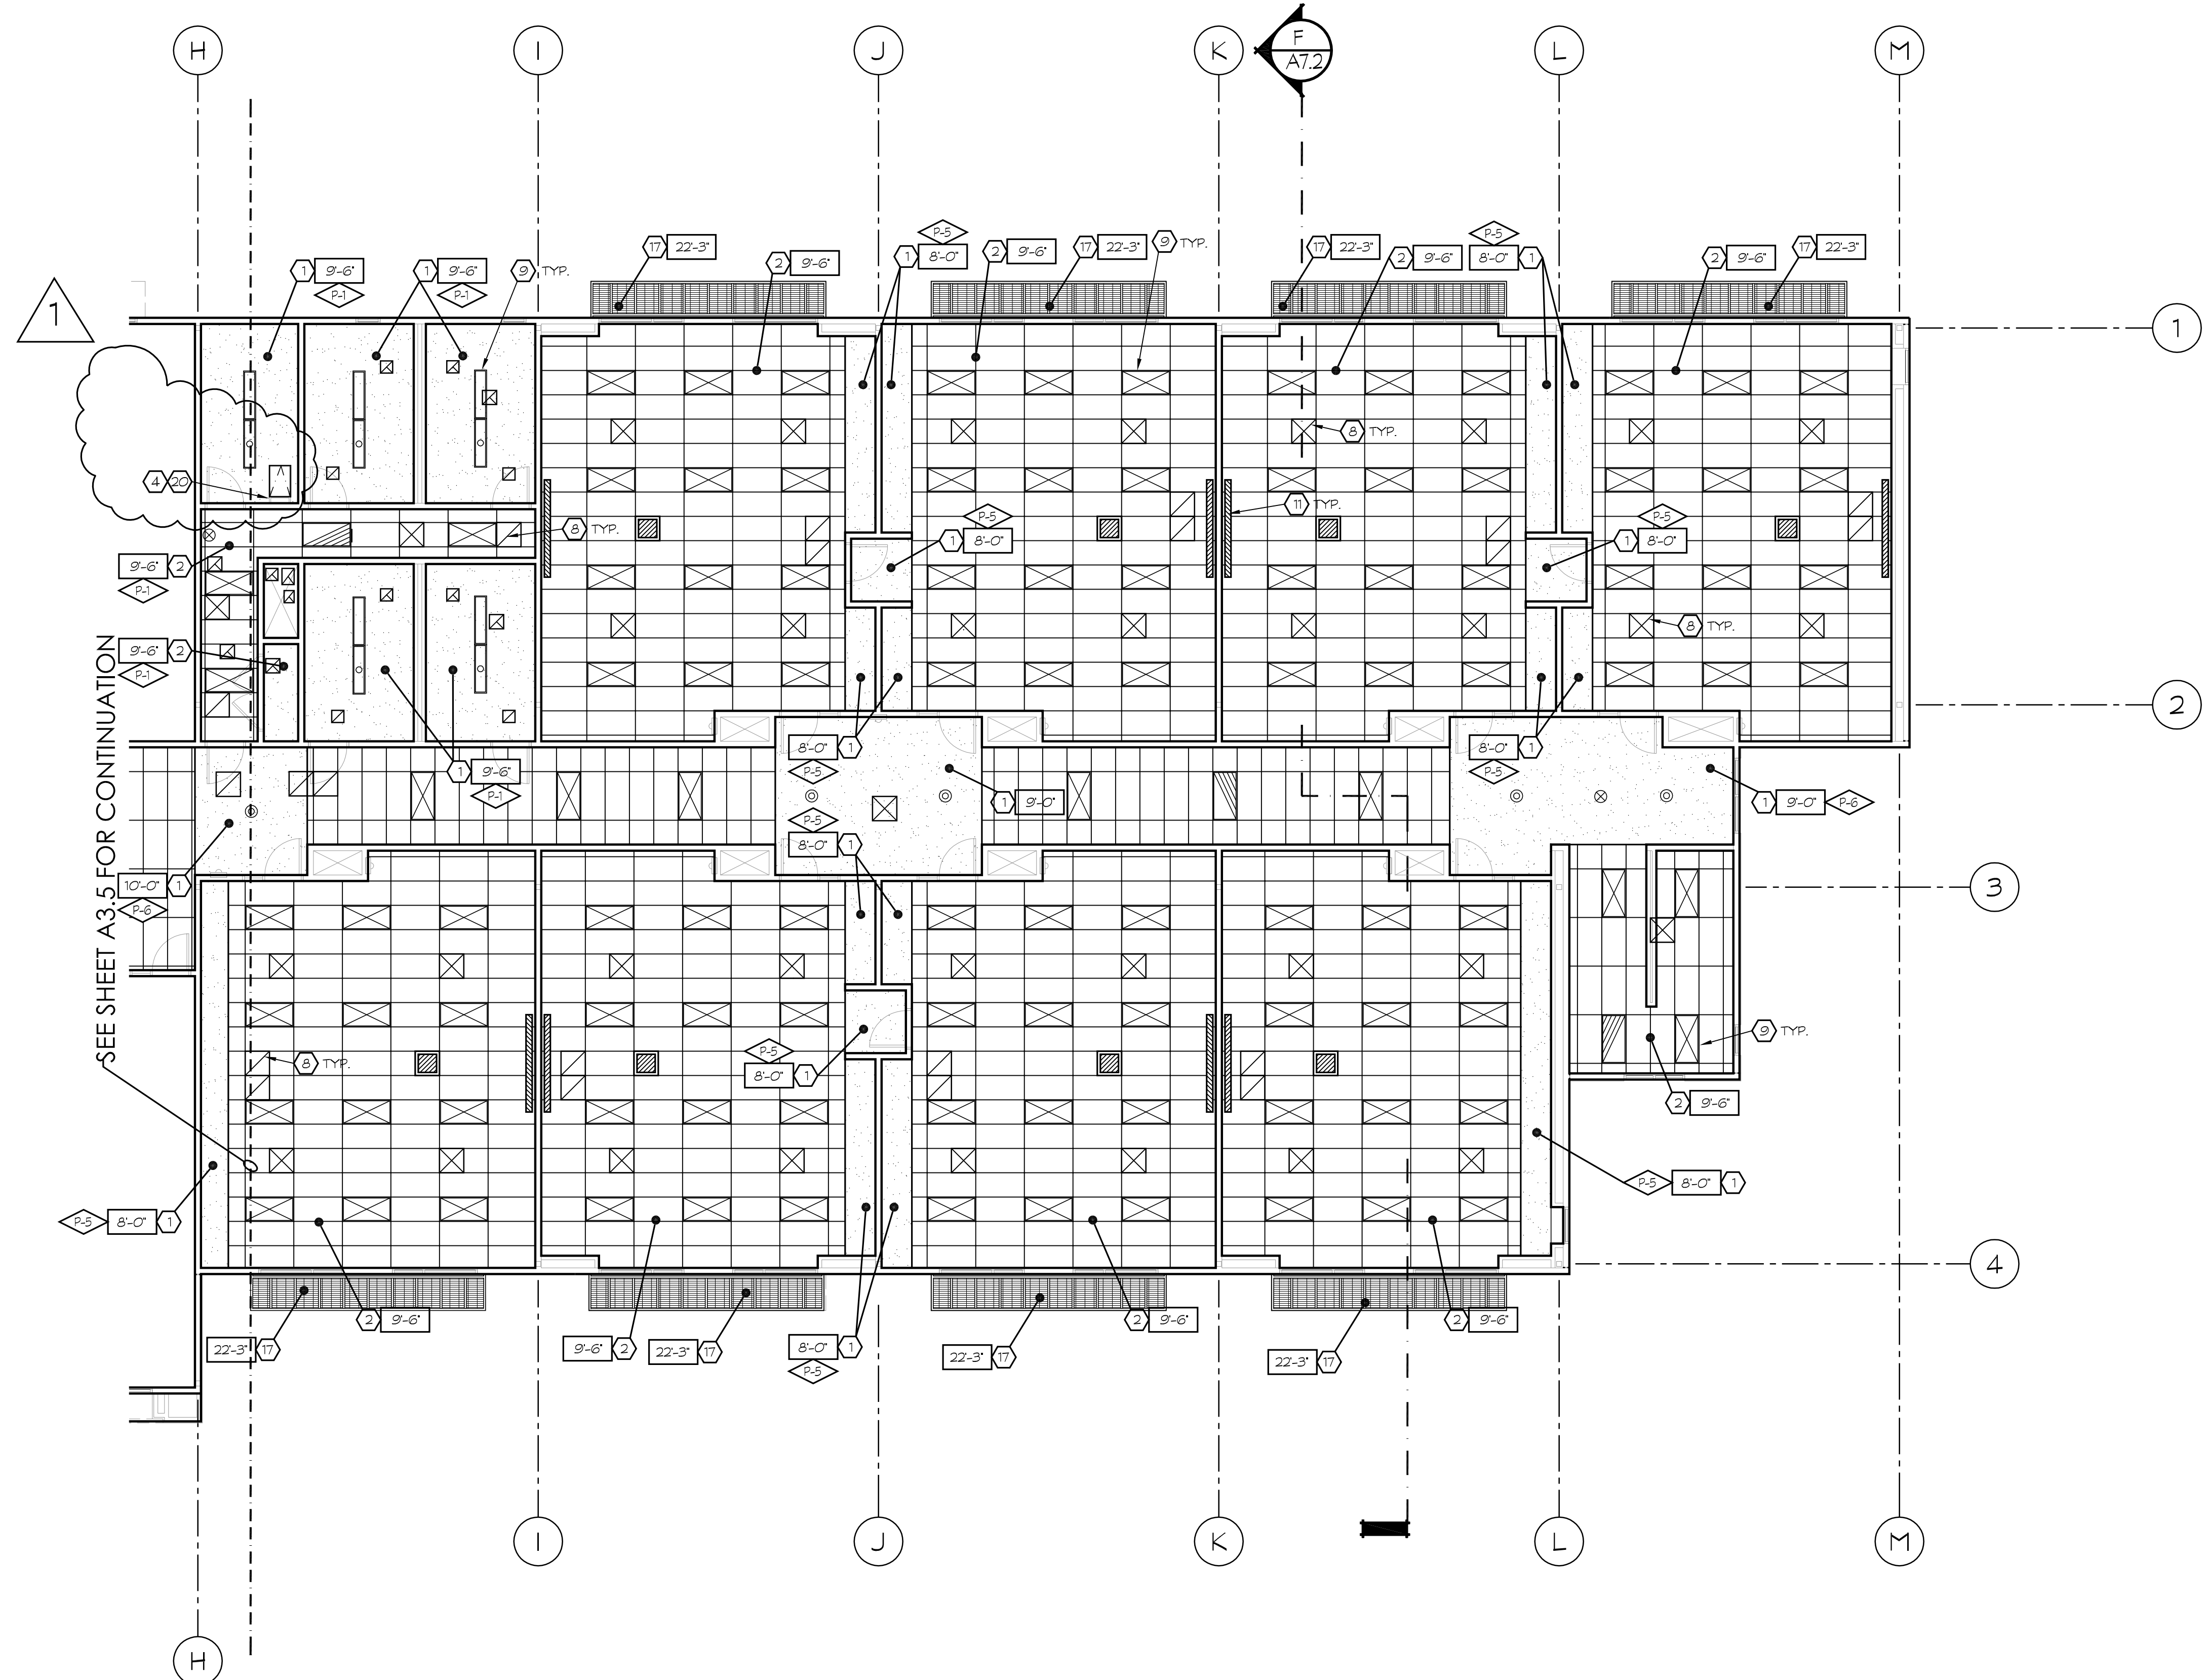 H
I
J
K
L
M
F
A7.2
P-5
P-5
17 22'-3"
2 9'-6"
1 8'-0"
2 9'-6"
17 22'-3"
9 TYP.
17 22'-3"
2 9'-6"
8'-0" 1
2 9'-6"
17 22'-3"
1 9'-6"
P-1
1 9'-6"
P-1
9 TYP.
1
1
8 TYP.
4 20
11 TYP.
8 TYP.
P-5
1 8'-0"
P-5
1 8'-0"
9'-6" 2
P-1
8 TYP.
9'-6" 2
P-1
2
8'-0" 1
P-5
8'-0" 1
P-5
1 9'-6"
P-1
1 9'-0"
1 9'-0" P-6
P-5
8'-0" 1
SEE SHEET A3.5 FOR CONTINUATION
10'-0" 1
P-6
3
9 TYP.
8 TYP.
P-5
8'-0" 1
2 9'-6"
P-5 8'-0" 1
P-5 8'-0" 1
4
2 9'-6"
2 9'-6"
2 9'-6"
22'-3" 17
9'-6" 2
22'-3" 17
8'-0" 1
P-5
22'-3" 17
22'-3" 17
I
J
K
L
M
H